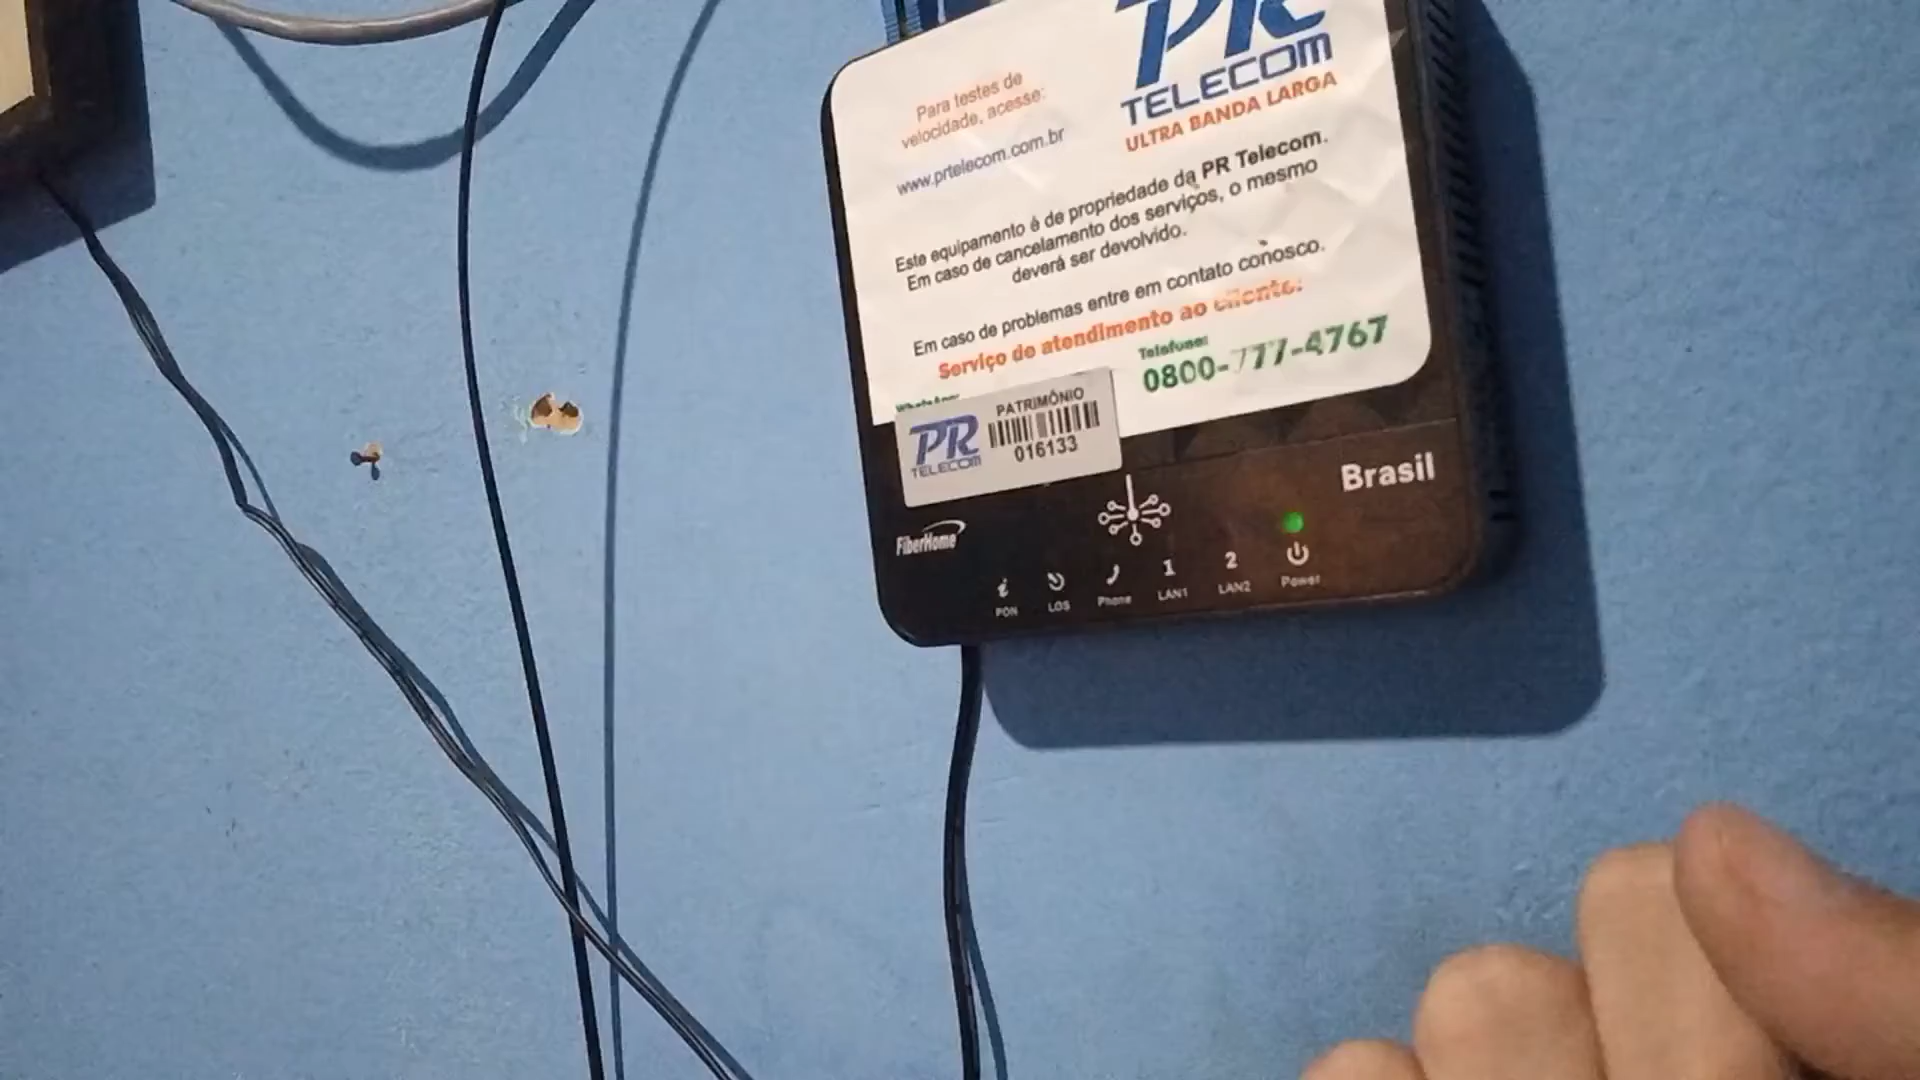 Para testes de
velocidade, acesse:
www.prtelecom.com.br
PR
TELECOM
ULTRA BANDA LARGA
Este equipamento é de propriedade da PR Telecom.
Em caso de cancelamento dos serviços, o mesmo
deverá ser devolvido.
Em caso de problemas entre em contato conosco.
Serviço de atendimento ao cliente:
WhatsApp:
Telefone:
0800-777-4767
PR
TELECOM
PATRIMÔNIO
016133
Brasil
FiberHome
PON
LOS
Phone
1
LAN1
2
LAN2
Power